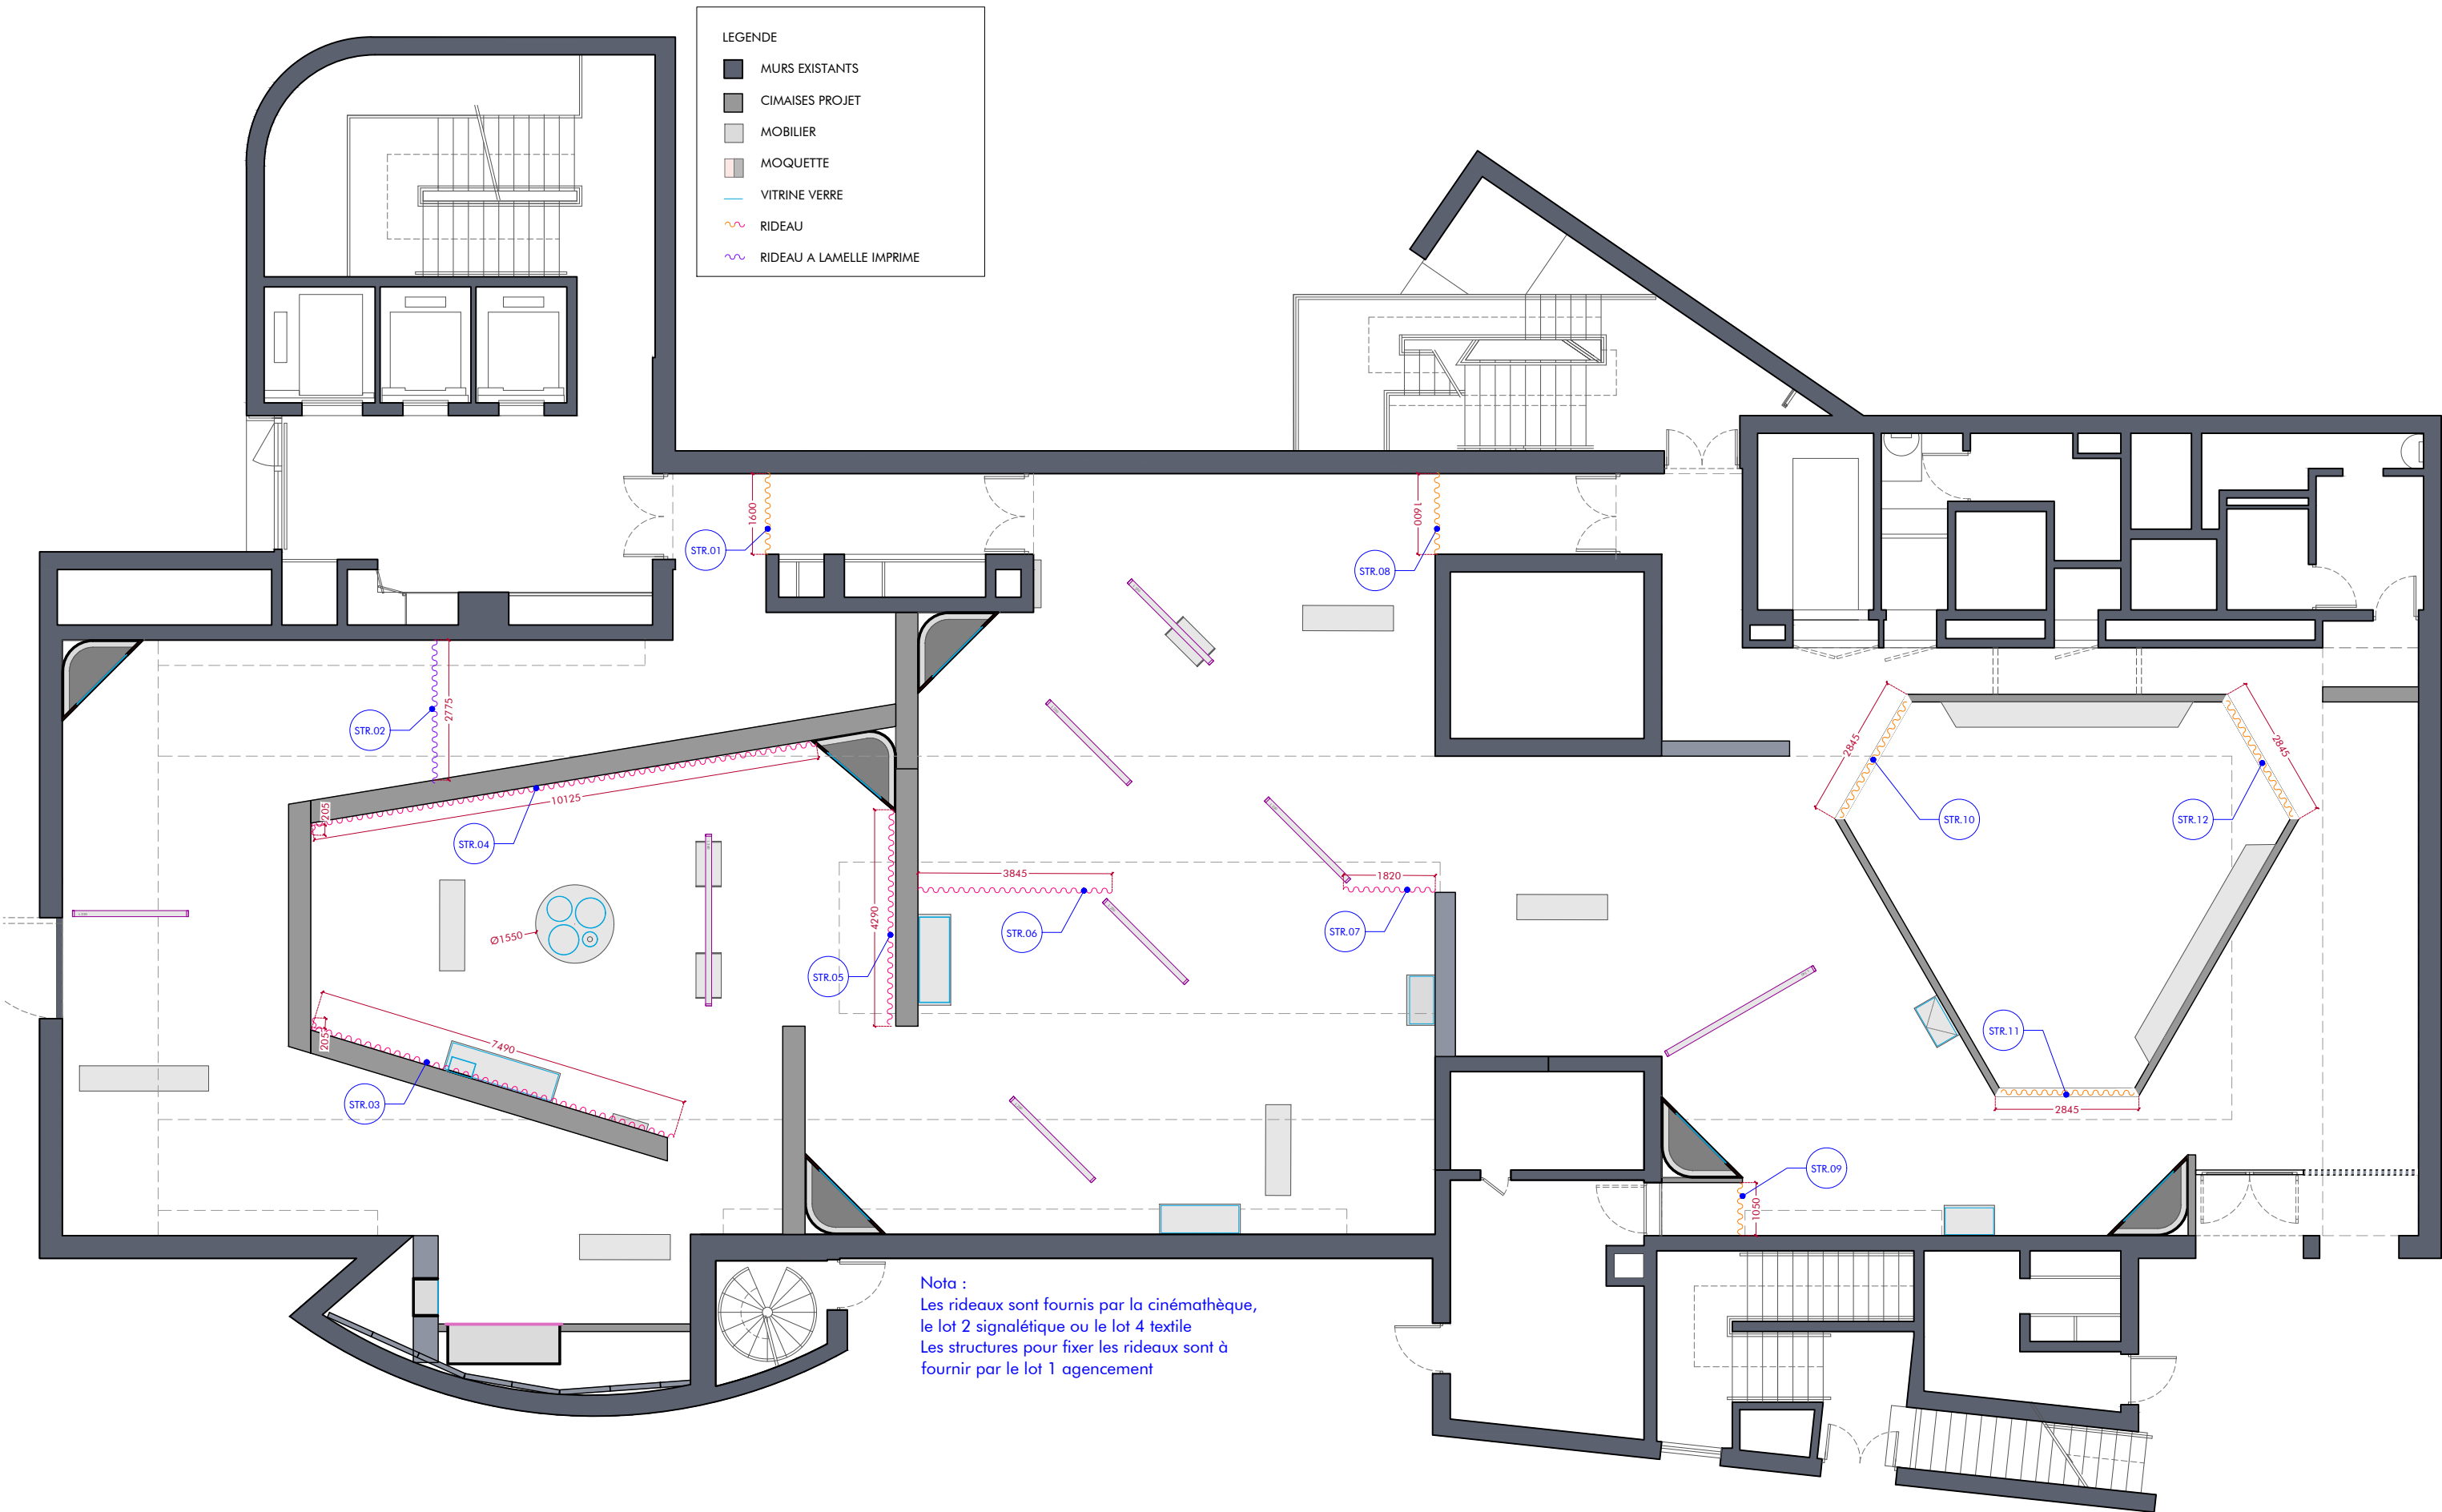 LEGENDE
MURS EXISTANTS
CIMAISES PROJET
MOBILIER
MOQUETTE
VITRINE VERRE
RIDEAU
RIDEAU A LAMELLE IMPRIME
1600
STR.01
1600
STR.08
STR.02
2775
2845
STR.10
2845
STR.12
205
10125
STR.04
3845
1820
4290
STR.06
STR.07
Ø1550
STR.05
205
7490
STR.03
STR.11
2845
STR.09
1050
Nota :
Les rideaux sont fournis par la cinémathèque,
le lot 2 signalétique ou le lot 4 textile
Les structures pour fixer les rideaux sont à
fournir par le lot 1 agencement